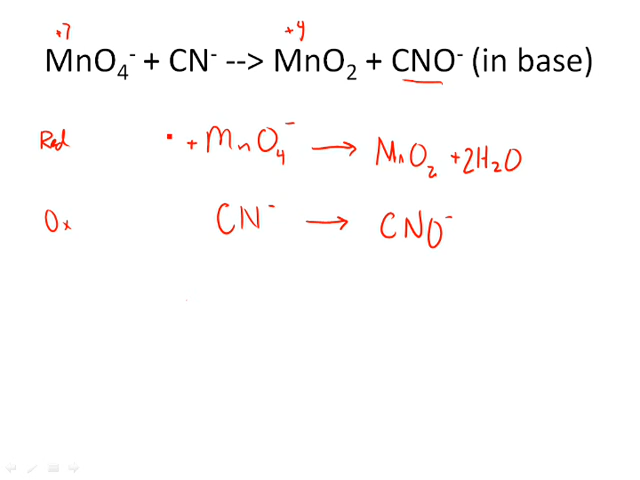 +7 +4
MnO₄⁻ + CN⁻ --> MnO₂ + CNO⁻ (in base)
Red + MnO₄⁻ → MnO₂ + 2H₂O
Ox CN⁻ → CNO⁻